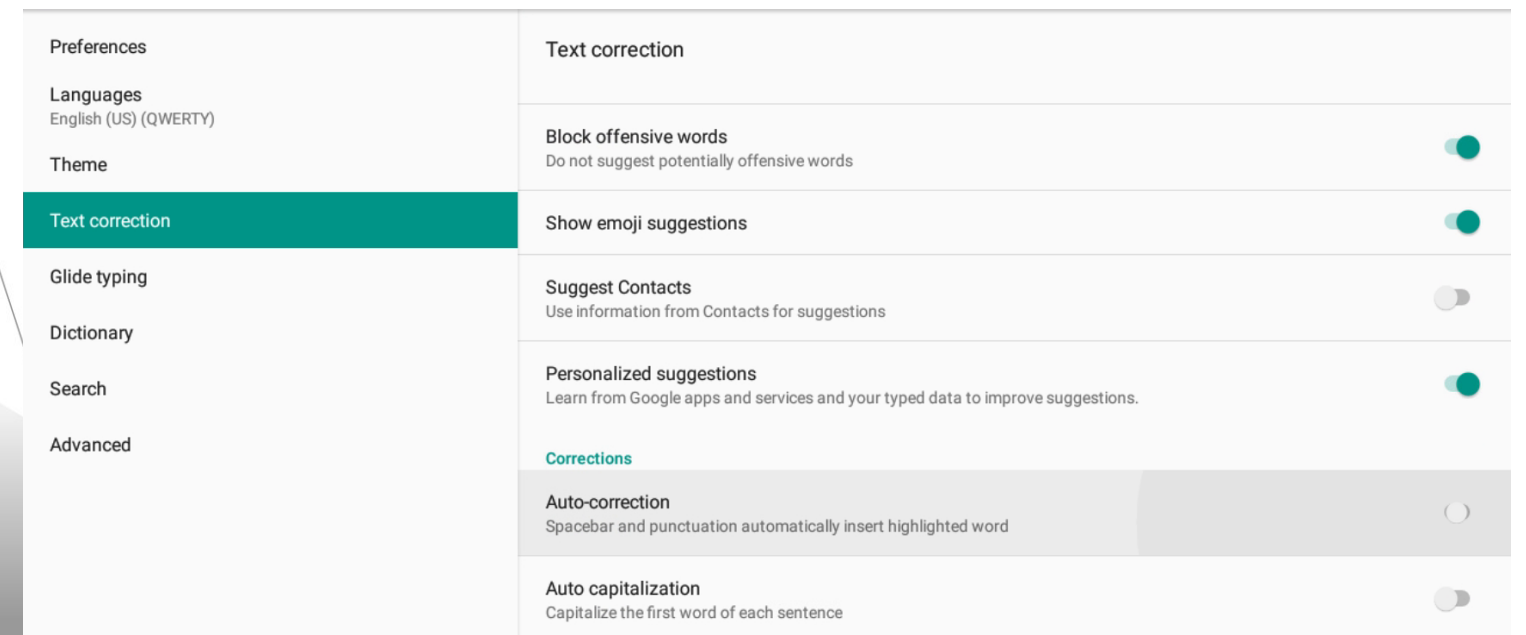 Preferences
Languages
English (US) (QWERTY)
Theme
Text correction
Glide typing
Dictionary
Search
Advanced
Text correction
Block offensive words
Do not suggest potentially offensive words
Show emoji suggestions
Suggest Contacts
Use information from Contacts for suggestions
Personalized suggestions
Learn from Google apps and services and your typed data to improve suggestions.
Corrections
Auto-correction
Spacebar and punctuation automatically insert highlighted word
Auto capitalization
Capitalize the first word of each sentence